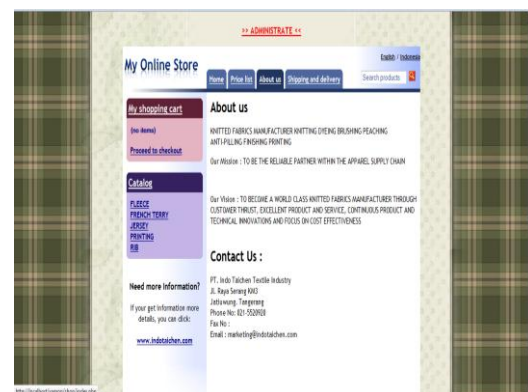 >> ADMINISTRATE <<
My Online Store
English / Indonesia
Home
Price list
About us
Shipping and delivery
Search products
My shopping cart
(no items)
Proceed to checkout
Catalog
FLEECE
FRENCH TERRY
JERSEY
PRINTING
RIB
Need more information?
If your get information more
details, you can click:
www.indotaichen.com
About us
KNITTED FABRICS MANUFACTURER KNITTING DYEING BRUSHING PEACHING
ANTI-PILLING FINISHING PRINTING
Our Mission : TO BE THE RELIABLE PARTNER WITHIN THE APPAREL SUPPLY CHAIN
Our Vision : TO BECOME A WORLD CLASS KNITTED FABRICS MANUFACTURER THROUGH
CUSTOMER THRUST, EXCELLENT PRODUCT AND SERVICE, CONTINUOUS PRODUCT AND
TECHNICAL INNOVATIONS AND FOCUS ON COST EFFECTIVENESS
Contact Us :
PT. Indo Taichen Textile Industry
Jl. Raya Serang KM3
Jatiuwung. Tangerang
Phone No: 021-5520920
Fax No :
Email : marketing@indotaichen.com